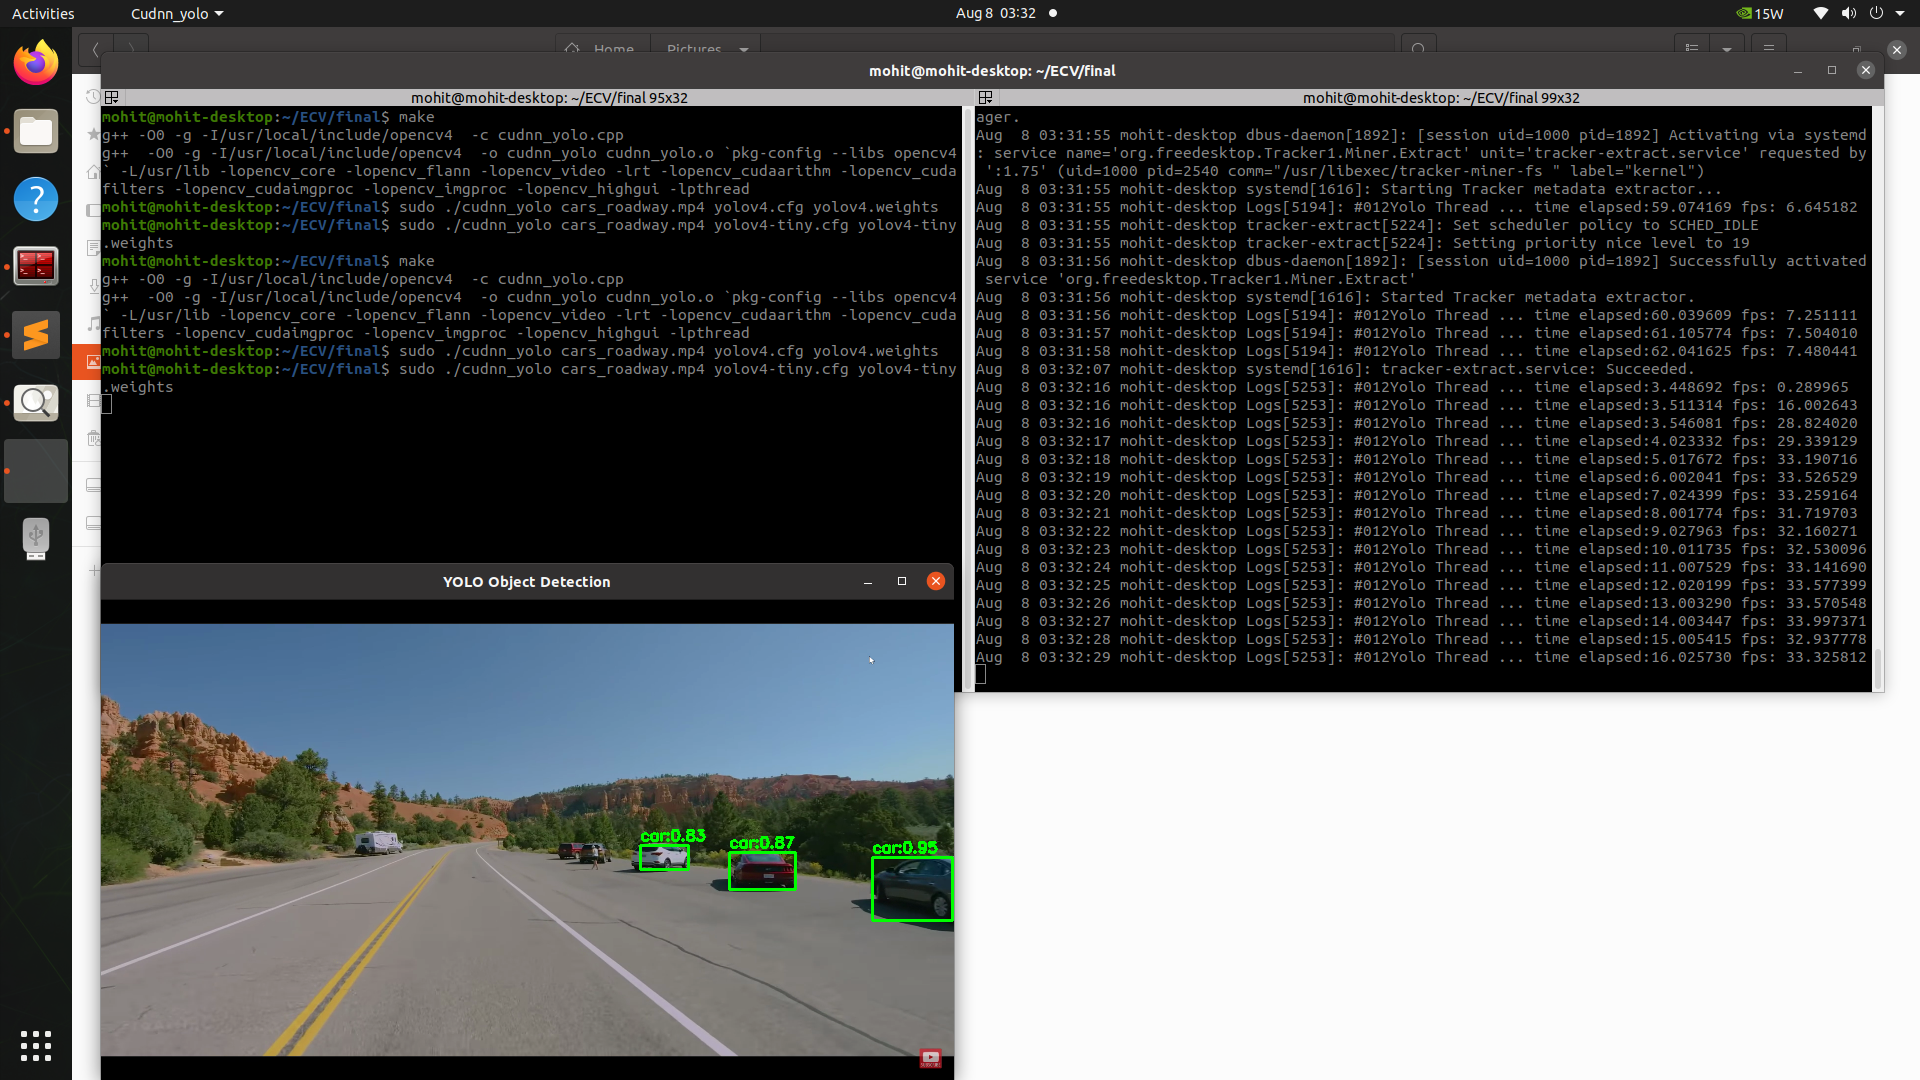 Activities
Cudnn_yolo
Aug 8 03:32
15W
Home
Pictures
mohit@mohit-desktop: ~/ECV/final
mohit@mohit-desktop: ~/ECV/final 95x32
mohit@mohit-desktop:~/ECV/final$ make
g++ -O0 -g -I/usr/local/include/opencv4  -c cudnn_yolo.cpp
g++  -O0 -g -I/usr/local/include/opencv4  -o cudnn_yolo cudnn_yolo.o `pkg-config --libs opencv4
` -L/usr/lib -lopencv_core -lopencv_flann -lopencv_video -lrt -lopencv_cudaarithm -lopencv_cuda
filters -lopencv_cudaimgproc -lopencv_imgproc -lopencv_highgui -lpthread
mohit@mohit-desktop:~/ECV/final$ sudo ./cudnn_yolo cars_roadway.mp4 yolov4.cfg yolov4.weights
mohit@mohit-desktop:~/ECV/final$ sudo ./cudnn_yolo cars_roadway.mp4 yolov4-tiny.cfg yolov4-tiny
.weights
mohit@mohit-desktop:~/ECV/final$ make
g++ -O0 -g -I/usr/local/include/opencv4  -c cudnn_yolo.cpp
g++  -O0 -g -I/usr/local/include/opencv4  -o cudnn_yolo cudnn_yolo.o `pkg-config --libs opencv4
` -L/usr/lib -lopencv_core -lopencv_flann -lopencv_video -lrt -lopencv_cudaarithm -lopencv_cuda
filters -lopencv_cudaimgproc -lopencv_imgproc -lopencv_highgui -lpthread
mohit@mohit-desktop:~/ECV/final$ sudo ./cudnn_yolo cars_roadway.mp4 yolov4.cfg yolov4.weights
mohit@mohit-desktop:~/ECV/final$ sudo ./cudnn_yolo cars_roadway.mp4 yolov4-tiny.cfg yolov4-tiny
.weights
mohit@mohit-desktop: ~/ECV/final 99x32
ager.
Aug  8 03:31:55 mohit-desktop dbus-daemon[1892]: [session uid=1000 pid=1892] Activating via systemd
: service name='org.freedesktop.Tracker1.Miner.Extract' unit='tracker-extract.service' requested by
 ':1.75' (uid=1000 pid=2540 comm="/usr/libexec/tracker-miner-fs " label="kernel")
Aug  8 03:31:55 mohit-desktop systemd[1616]: Starting Tracker metadata extractor...
Aug  8 03:31:55 mohit-desktop Logs[5194]: #012Yolo Thread ... time elapsed:59.074169 fps: 6.645182
Aug  8 03:31:55 mohit-desktop tracker-extract[5224]: Set scheduler policy to SCHED_IDLE
Aug  8 03:31:55 mohit-desktop tracker-extract[5224]: Setting priority nice level to 19
Aug  8 03:31:56 mohit-desktop dbus-daemon[1892]: [session uid=1000 pid=1892] Successfully activated
 service 'org.freedesktop.Tracker1.Miner.Extract'
Aug  8 03:31:56 mohit-desktop systemd[1616]: Started Tracker metadata extractor.
Aug  8 03:31:56 mohit-desktop Logs[5194]: #012Yolo Thread ... time elapsed:60.039609 fps: 7.251111
Aug  8 03:31:57 mohit-desktop Logs[5194]: #012Yolo Thread ... time elapsed:61.105774 fps: 7.504010
Aug  8 03:31:58 mohit-desktop Logs[5194]: #012Yolo Thread ... time elapsed:62.041625 fps: 7.480441
Aug  8 03:32:07 mohit-desktop systemd[1616]: tracker-extract.service: Succeeded.
Aug  8 03:32:16 mohit-desktop Logs[5253]: #012Yolo Thread ... time elapsed:3.448692 fps: 0.289965
Aug  8 03:32:16 mohit-desktop Logs[5253]: #012Yolo Thread ... time elapsed:3.511314 fps: 16.002643
Aug  8 03:32:16 mohit-desktop Logs[5253]: #012Yolo Thread ... time elapsed:3.546081 fps: 28.824020
Aug  8 03:32:17 mohit-desktop Logs[5253]: #012Yolo Thread ... time elapsed:4.023332 fps: 29.339129
Aug  8 03:32:18 mohit-desktop Logs[5253]: #012Yolo Thread ... time elapsed:5.017672 fps: 33.190716
Aug  8 03:32:19 mohit-desktop Logs[5253]: #012Yolo Thread ... time elapsed:6.002041 fps: 33.526529
Aug  8 03:32:20 mohit-desktop Logs[5253]: #012Yolo Thread ... time elapsed:7.024399 fps: 33.259164
Aug  8 03:32:21 mohit-desktop Logs[5253]: #012Yolo Thread ... time elapsed:8.001774 fps: 31.719703
Aug  8 03:32:22 mohit-desktop Logs[5253]: #012Yolo Thread ... time elapsed:9.027963 fps: 32.160271
Aug  8 03:32:23 mohit-desktop Logs[5253]: #012Yolo Thread ... time elapsed:10.011735 fps: 32.530096
Aug  8 03:32:24 mohit-desktop Logs[5253]: #012Yolo Thread ... time elapsed:11.007529 fps: 33.141690
Aug  8 03:32:25 mohit-desktop Logs[5253]: #012Yolo Thread ... time elapsed:12.020199 fps: 33.577399
Aug  8 03:32:26 mohit-desktop Logs[5253]: #012Yolo Thread ... time elapsed:13.003290 fps: 33.570548
Aug  8 03:32:27 mohit-desktop Logs[5253]: #012Yolo Thread ... time elapsed:14.003447 fps: 33.997371
Aug  8 03:32:28 mohit-desktop Logs[5253]: #012Yolo Thread ... time elapsed:15.005415 fps: 32.937778
Aug  8 03:32:29 mohit-desktop Logs[5253]: #012Yolo Thread ... time elapsed:16.025730 fps: 33.325812
YOLO Object Detection
car:0.83
car:0.87
car:0.95